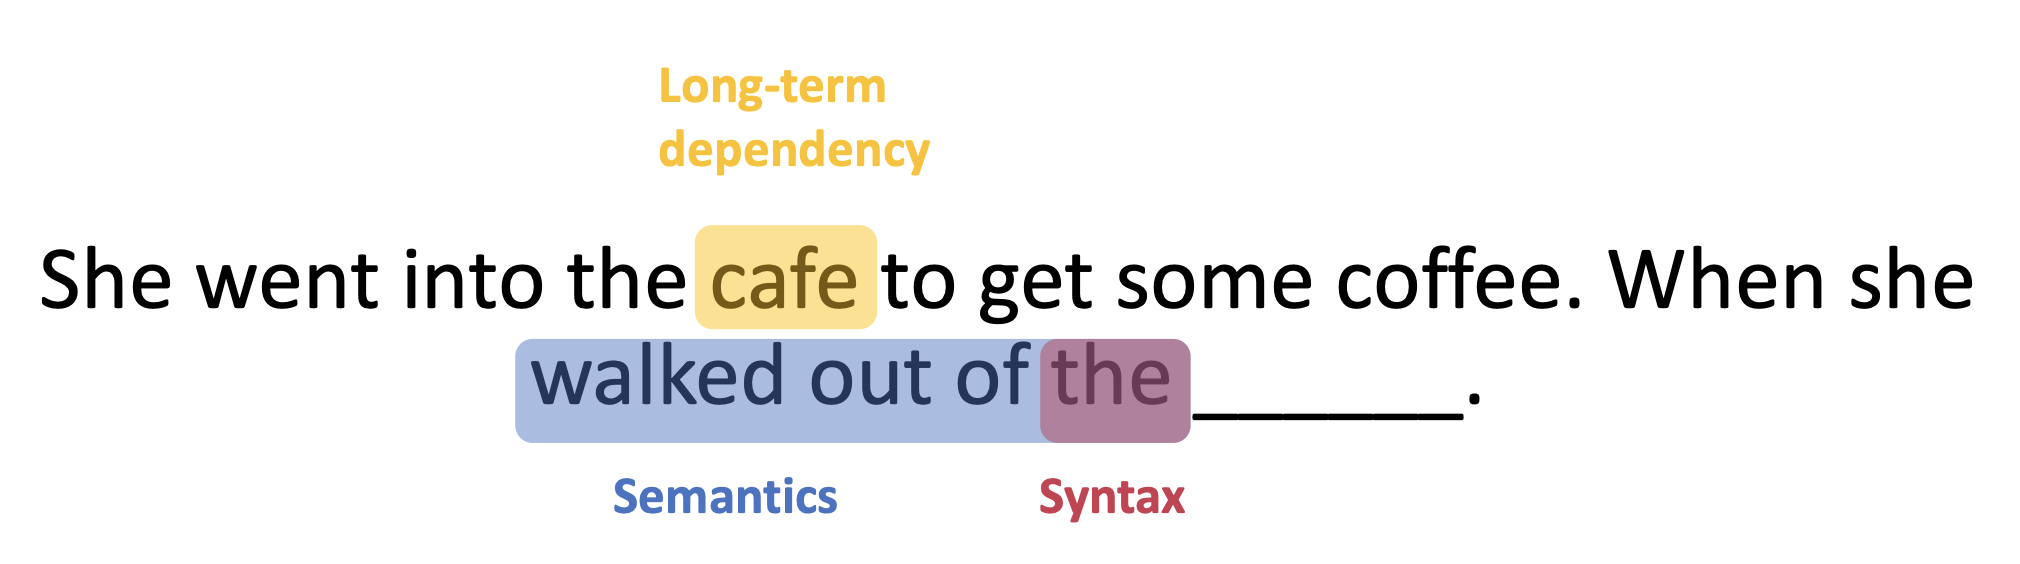 Long-term
dependency
She went into the cafe to get some coffee. When she
walked out of the ______.
Semantics
Syntax